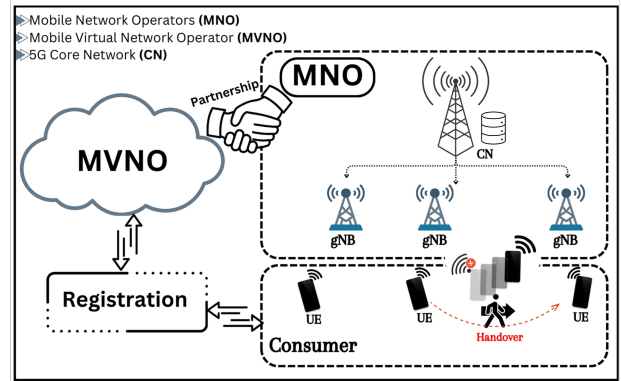 Mobile Network Operators (MNO)
Mobile Virtual Network Operator (MVNO)
5G Core Network (CN)
Partnership
MNO
MVNO
CN
gNB
gNB
gNB
Registration
UE
UE
UE
Handover
Consumer